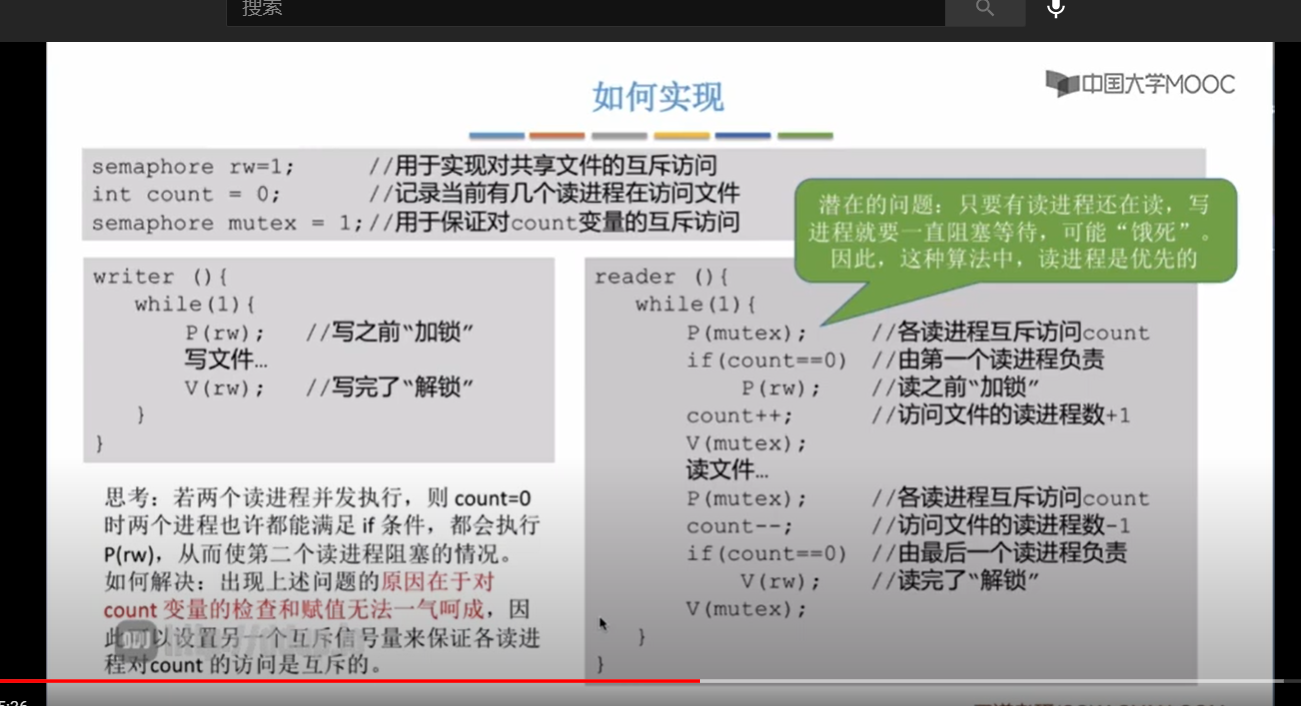 搜索
中国大学MOOC
如何实现
semaphore rw=1; //用于实现对共享文件的互斥访问
int count = 0; //记录当前有几个读进程在访问文件
semaphore mutex = 1;//用于保证对count变量的互斥访问
潜在的问题：只要有读进程还在读，写
进程就要一直阻塞等待，可能“饿死”。
因此，这种算法中，读进程是优先的
writer (){
while(1){
P(rw); //写之前“加锁”
写文件…
V(rw); //写完了“解锁”
}
}
reader (){
while(1){
P(mutex); //各读进程互斥访问count
if(count==0) //由第一个读进程负责
P(rw); //读之前“加锁”
count++; //访问文件的读进程数+1
V(mutex);
读文件…
P(mutex); //各读进程互斥访问count
count--; //访问文件的读进程数-1
if(count==0) //由最后一个读进程负责
V(rw); //读完了“解锁”
V(mutex);
}
}
思考：若两个读进程并发执行，则 count=0
时两个进程也许都能满足 if 条件，都会执行
P(rw)，从而使第二个读进程阻塞的情况。
如何解决：出现上述问题的原因在于对
count 变量的检查和赋值无法一气呵成，因
此可以设置另一个互斥信号量来保证各读进
程对count 的访问是互斥的。